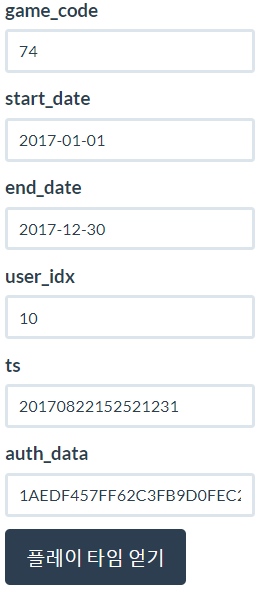 game_code
74
start_date
2017-01-01
end_date
2017-12-30
user_idx
10
ts
20170822152521231
auth_data
1AEDF457FF62C3FB9D0FEC2
플레이 타임 얻기